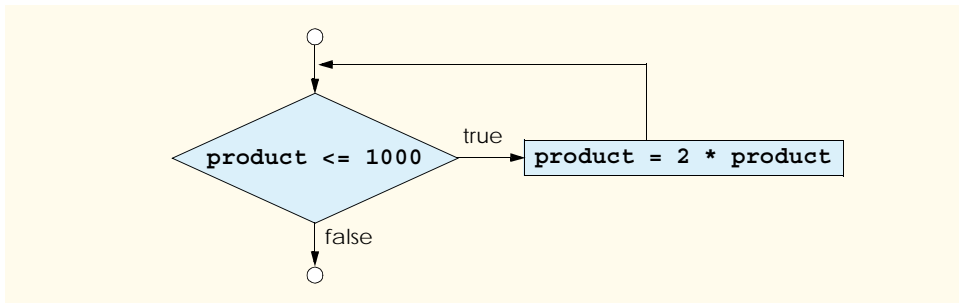 product <= 1000
true
product = 2 * product
false